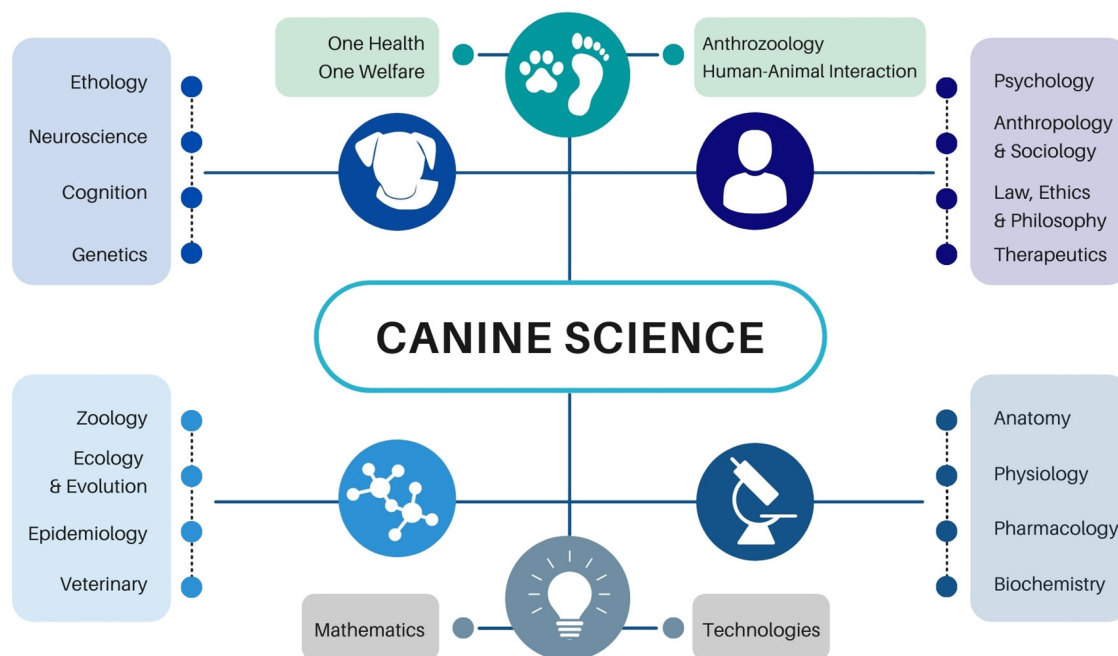 One Health
One Welfare
Anthrozoology
Human-Animal Interaction
Ethology
Neuroscience
Cognition
Genetics
Psychology
Anthropology
& Sociology
Law, Ethics
& Philosophy
Therapeutics
CANINE SCIENCE
Zoology
Ecology
& Evolution
Epidemiology
Veterinary
Anatomy
Physiology
Pharmacology
Biochemistry
Mathematics
Technologies